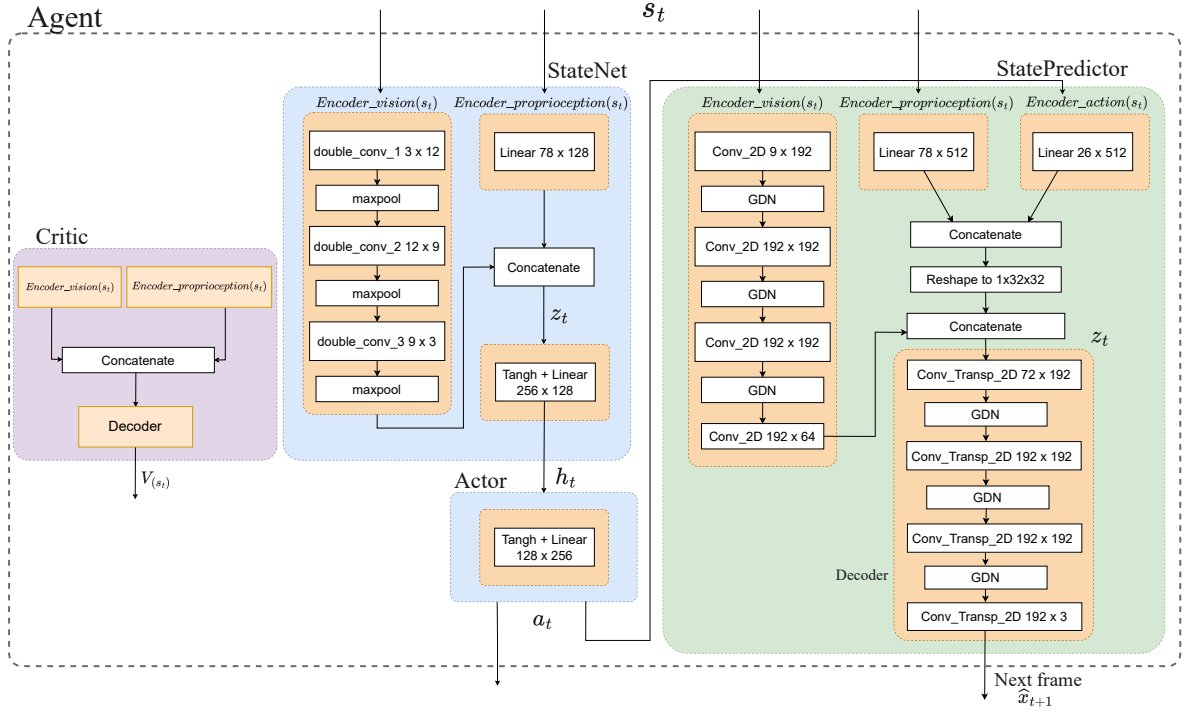 Agent
s_t
StateNet
Encoder_vision(s_t)
Encoder_proprioception(s_t)
double_conv_1 3 x 12
maxpool
double_conv_2 12 x 9
maxpool
double_conv_3 9 x 3
maxpool
Linear 78 x 128
Concatenate
z_t
Tangh + Linear
256 x 128
h_t
Critic
Encoder_vision(s_t)
Encoder_proprioception(s_t)
Concatenate
Decoder
V_(s_t)
Actor
Tangh + Linear
128 x 256
a_t
StatePredictor
Encoder_vision(s_t)
Encoder_proprioception(s_t)
Encoder_action(s_t)
Conv_2D 9 x 192
GDN
Conv_2D 192 x 192
GDN
Conv_2D 192 x 192
GDN
Conv_2D 192 x 64
Linear 78 x 512
Linear 26 x 512
Concatenate
Reshape to 1x32x32
Concatenate
z_t
Conv_Transp_2D 72 x 192
GDN
Conv_Transp_2D 192 x 192
GDN
Conv_Transp_2D 192 x 192
GDN
Conv_Transp_2D 192 x 3
Decoder
Next frame
x̂_{t+1}